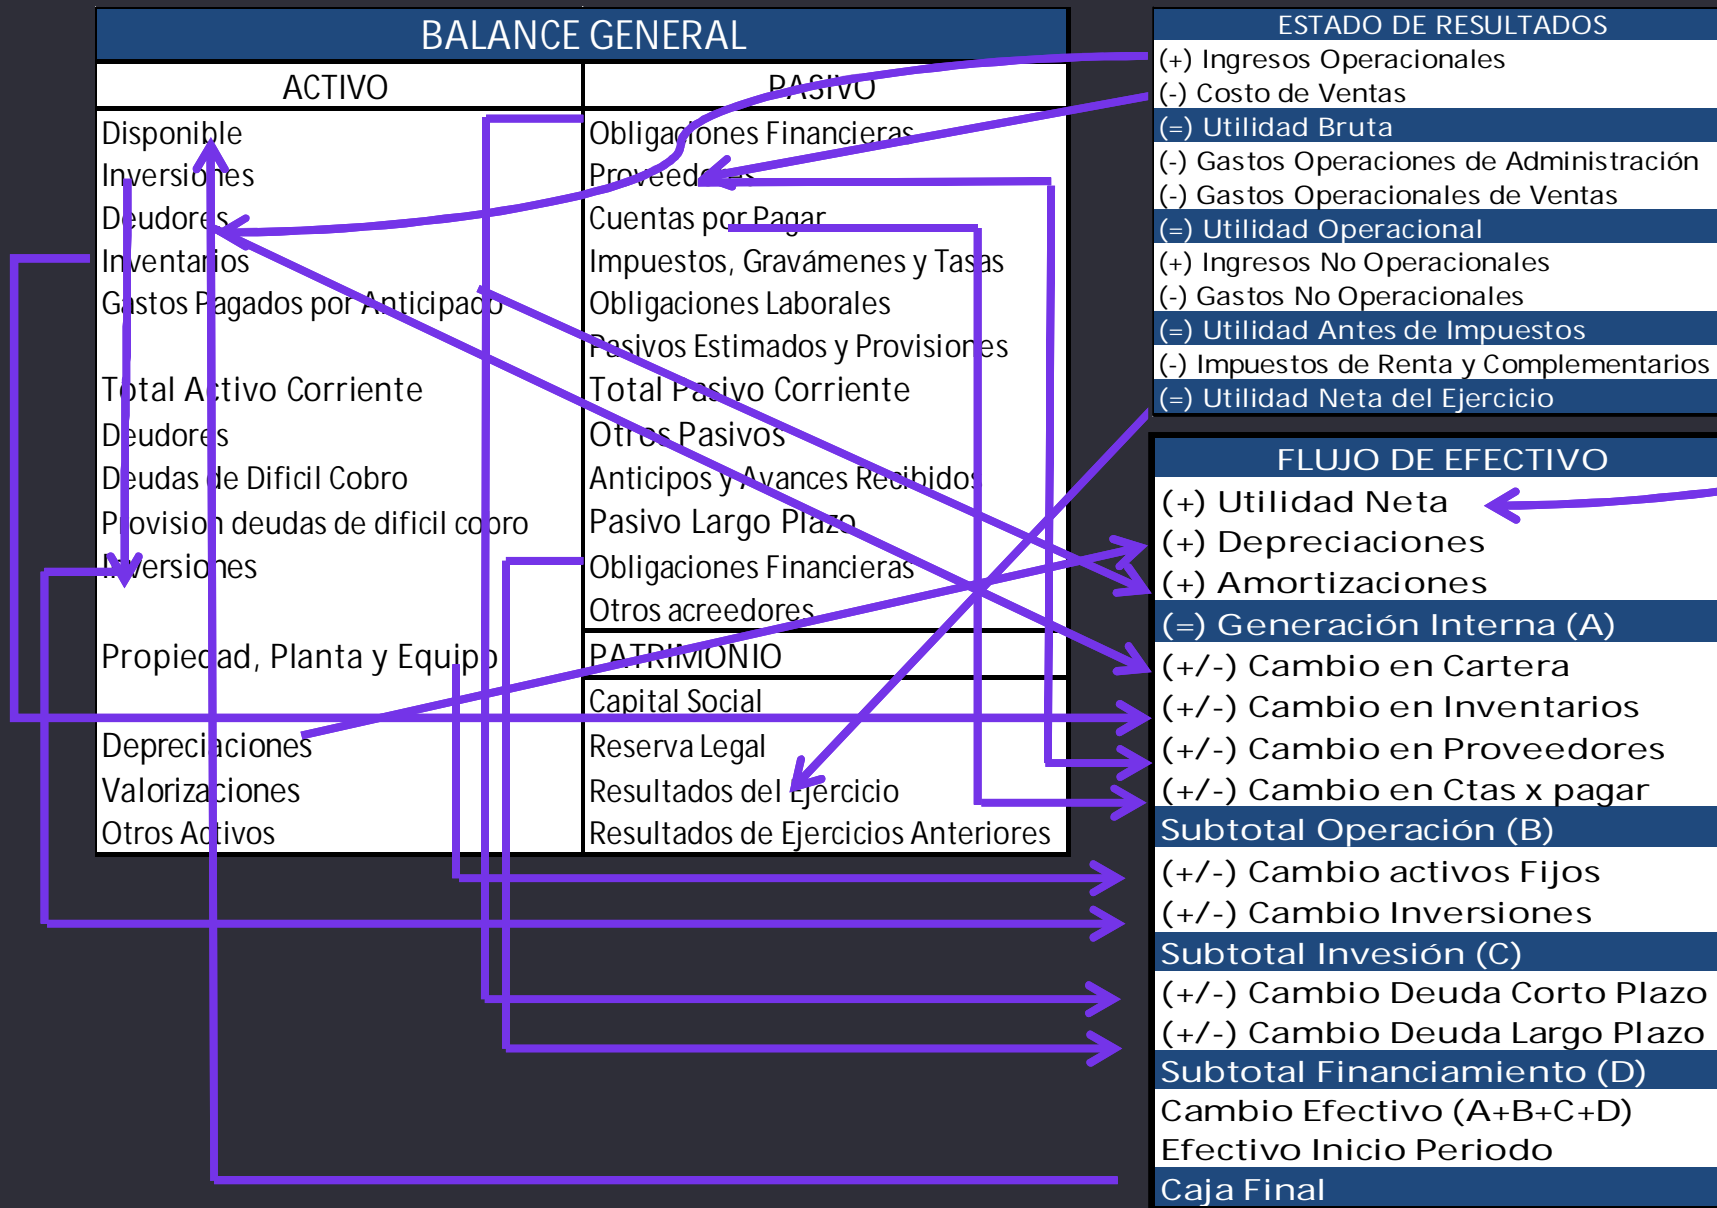 BALANCE GENERAL
ACTIVO
Disponible
Inversiones
Deudores
Inventarios
Gastos Pagados por Anticipado
Total Activo Corriente
Deudores
Deudas de Dificil Cobro
Provision deudas de dificil cobro
Inversiones
Propiedad, Planta y Equipo
Depreciaciones
Valorizaciones
Otros Activos
PASIVO
Obligaciones Financieras
Proveedores
Cuentas por Pagar
Impuestos, Gravámenes y Tasas
Obligaciones Laborales
Pasivos Estimados y Provisiones
Total Pasivo Corriente
Otros Pasivos
Anticipos y Avances Recibidos
Pasivo Largo Plazo
Obligaciones Financieras
Otros acreedores
PATRIMONIO
Capital Social
Reserva Legal
Resultados del Ejercicio
Resultados de Ejercicios Anteriores
ESTADO DE RESULTADOS
(+) Ingresos Operacionales
(-) Costo de Ventas
(=) Utilidad Bruta
(-) Gastos Operaciones de Administración
(-) Gastos Operacionales de Ventas
(=) Utilidad Operacional
(+) Ingresos No Operacionales
(-) Gastos No Operacionales
(=) Utilidad Antes de Impuestos
(-) Impuestos de Renta y Complementarios
(=) Utilidad Neta del Ejercicio
FLUJO DE EFECTIVO
(+) Utilidad Neta
(+) Depreciaciones
(+) Amortizaciones
(=) Generación Interna (A)
(+/-) Cambio en Cartera
(+/-) Cambio en Inventarios
(+/-) Cambio en Proveedores
(+/-) Cambio en Ctas x pagar
Subtotal Operación (B)
(+/-) Cambio activos Fijos
(+/-) Cambio Inversiones
Subtotal Invesión (C)
(+/-) Cambio Deuda Corto Plazo
(+/-) Cambio Deuda Largo Plazo
Subtotal Financiamiento (D)
Cambio Efectivo (A+B+C+D)
Efectivo Inicio Periodo
Caja Final